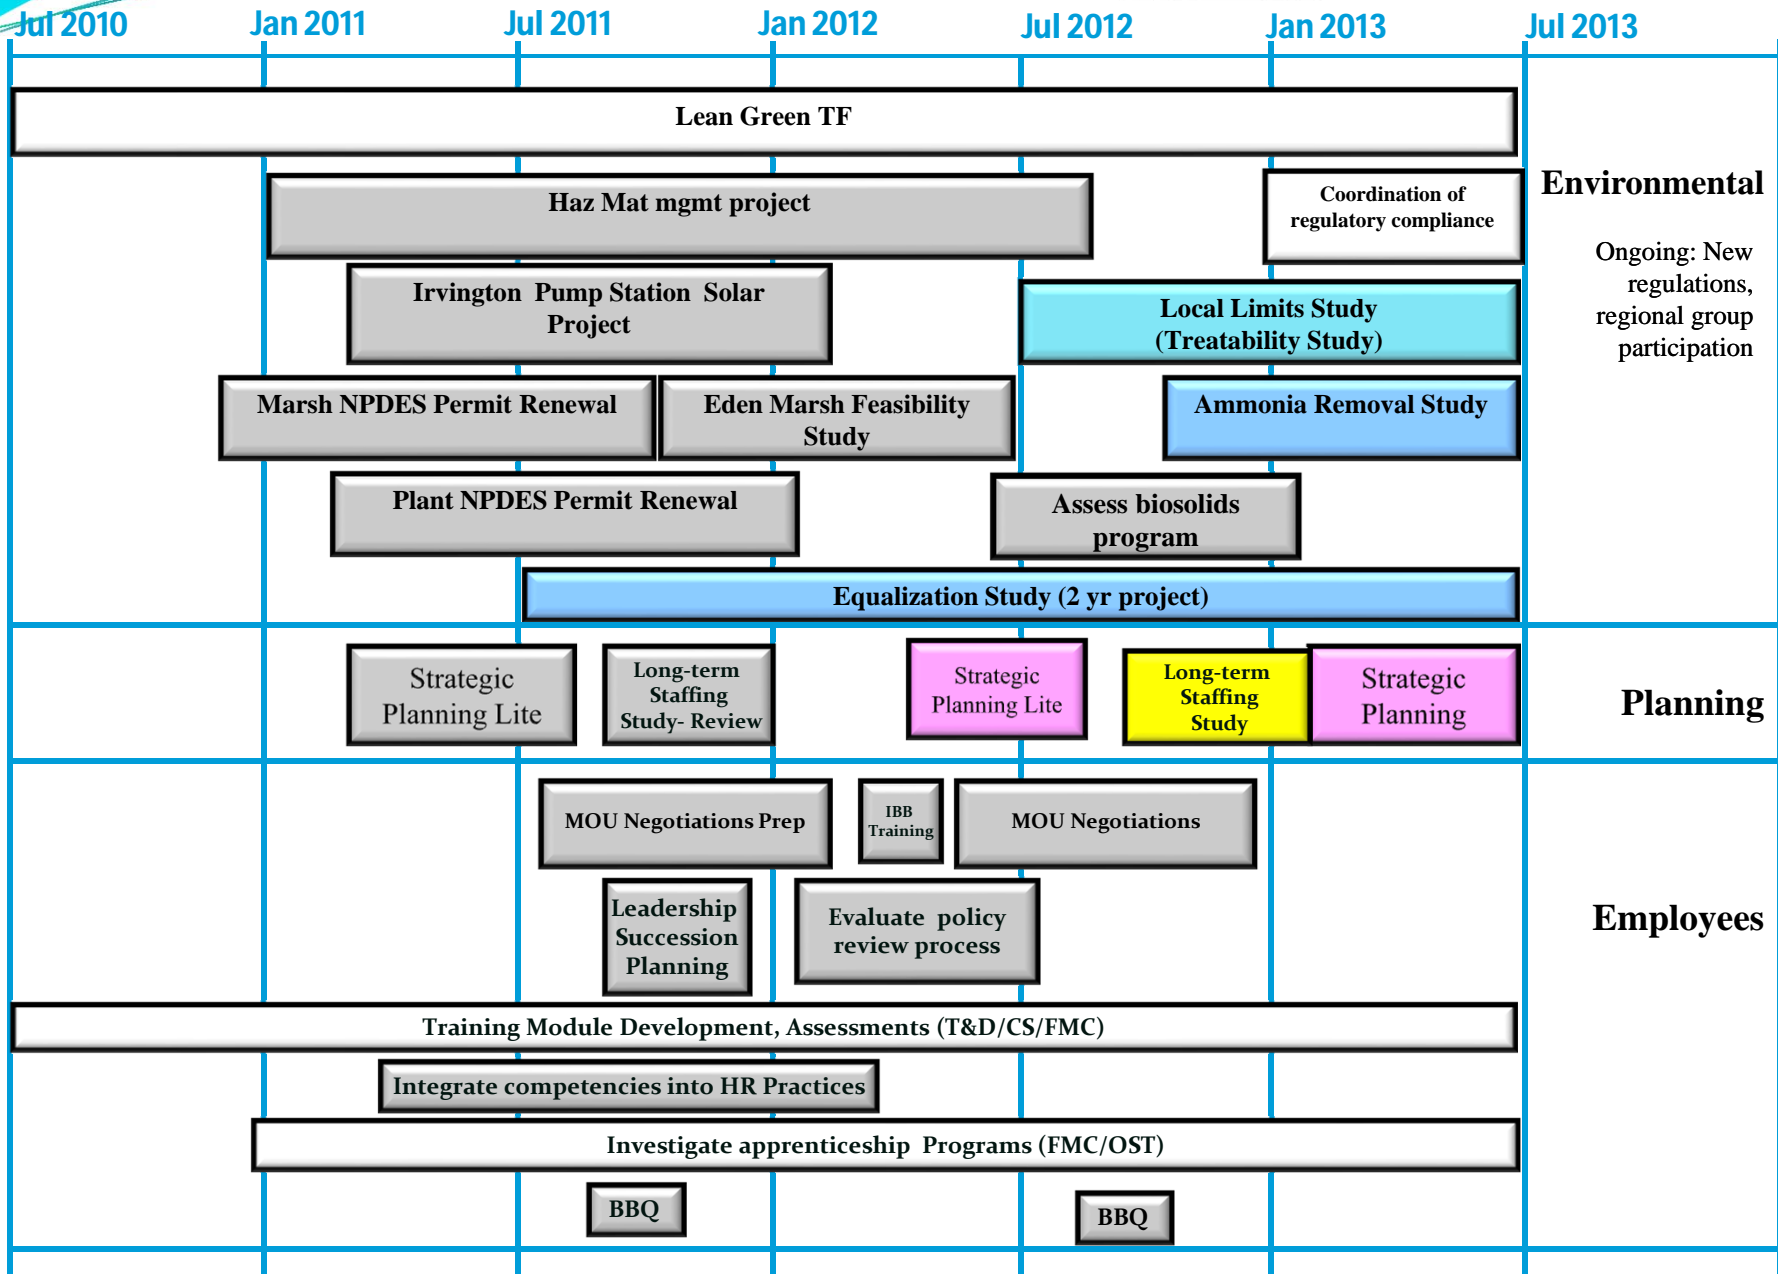 Jul 2010 Jan 2011 Jul 2011 Jan 2012 Jul 2012 Jan 2013 Jul 2013
Lean Green TF
Haz Mat mgmt project
Coordination of
regulatory compliance
Environmental
Ongoing: New
regulations,
regional group
participation
Irvington Pump Station Solar
Project
Local Limits Study
(Treatability Study)
Marsh NPDES Permit Renewal
Eden Marsh Feasibility
Study
Ammonia Removal Study
Plant NPDES Permit Renewal
Assess biosolids
program
Equalization Study (2 yr project)
Strategic
Planning Lite
Long-term
Staffing
Study- Review
Strategic
Planning Lite
Long-term
Staffing
Study
Strategic
Planning
Planning
MOU Negotiations Prep
IBB
Training
MOU Negotiations
Leadership
Succession
Planning
Evaluate policy
review process
Employees
Training Module Development, Assessments (T&D/CS/FMC)
Integrate competencies into HR Practices
Investigate apprenticeship Programs (FMC/OST)
BBQ
BBQ